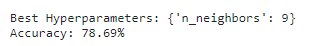 Best Hyperparameters: {'n_neighbors': 9}
Accuracy: 78.69%